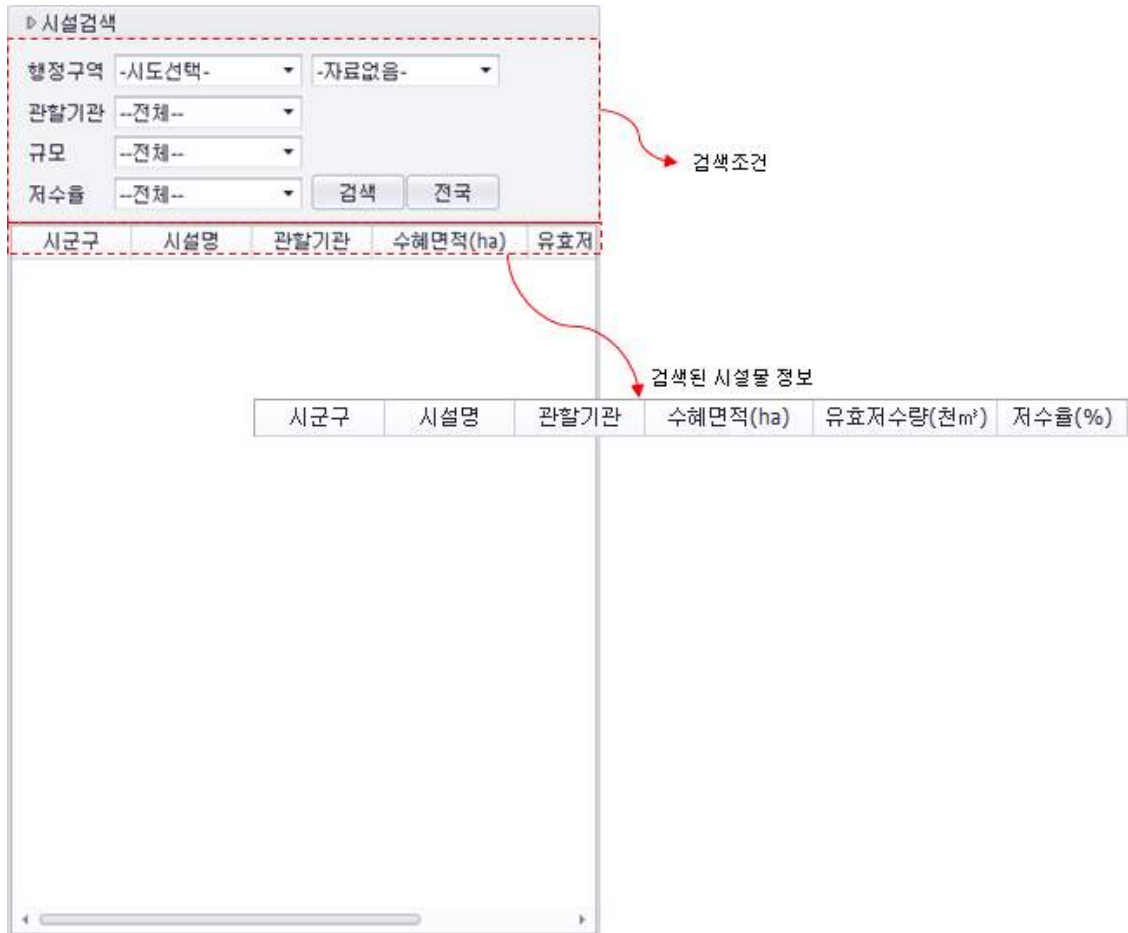 ▷ 시설검색
행정구역 -시도선택- -자료없음-
관할기관 --전체--
규모 --전체--
저수율 --전체-- 검색 전국
검색조건
시군구 시설명 관할기관 수혜면적(ha) 유효저
검색된 시설물 정보
시군구 시설명 관할기관 수혜면적(ha) 유효저수량(천㎥) 저수율(%)